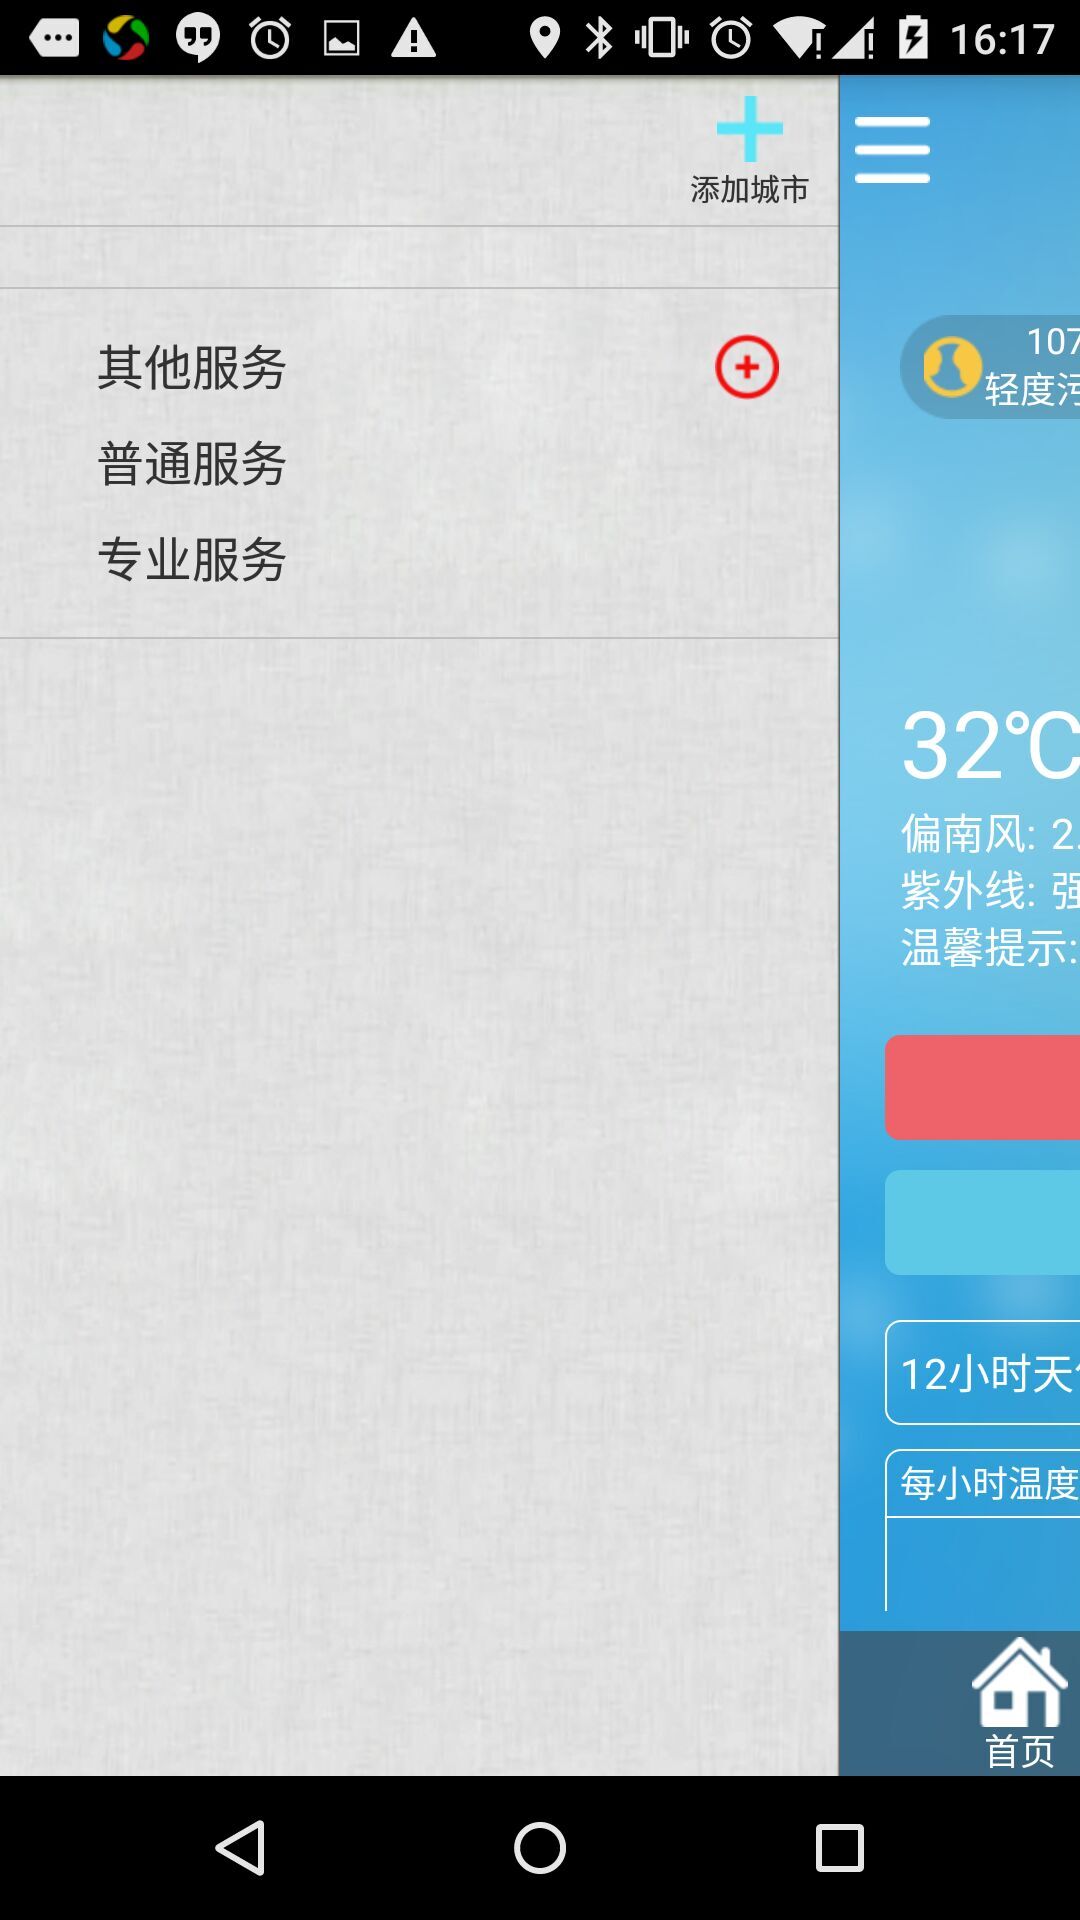 16:17
添加城市
其他服务
普通服务
专业服务
107
轻度污
32℃
偏南风: 2.
紫外线: 强
温馨提示:
12小时天
每小时温度
首页